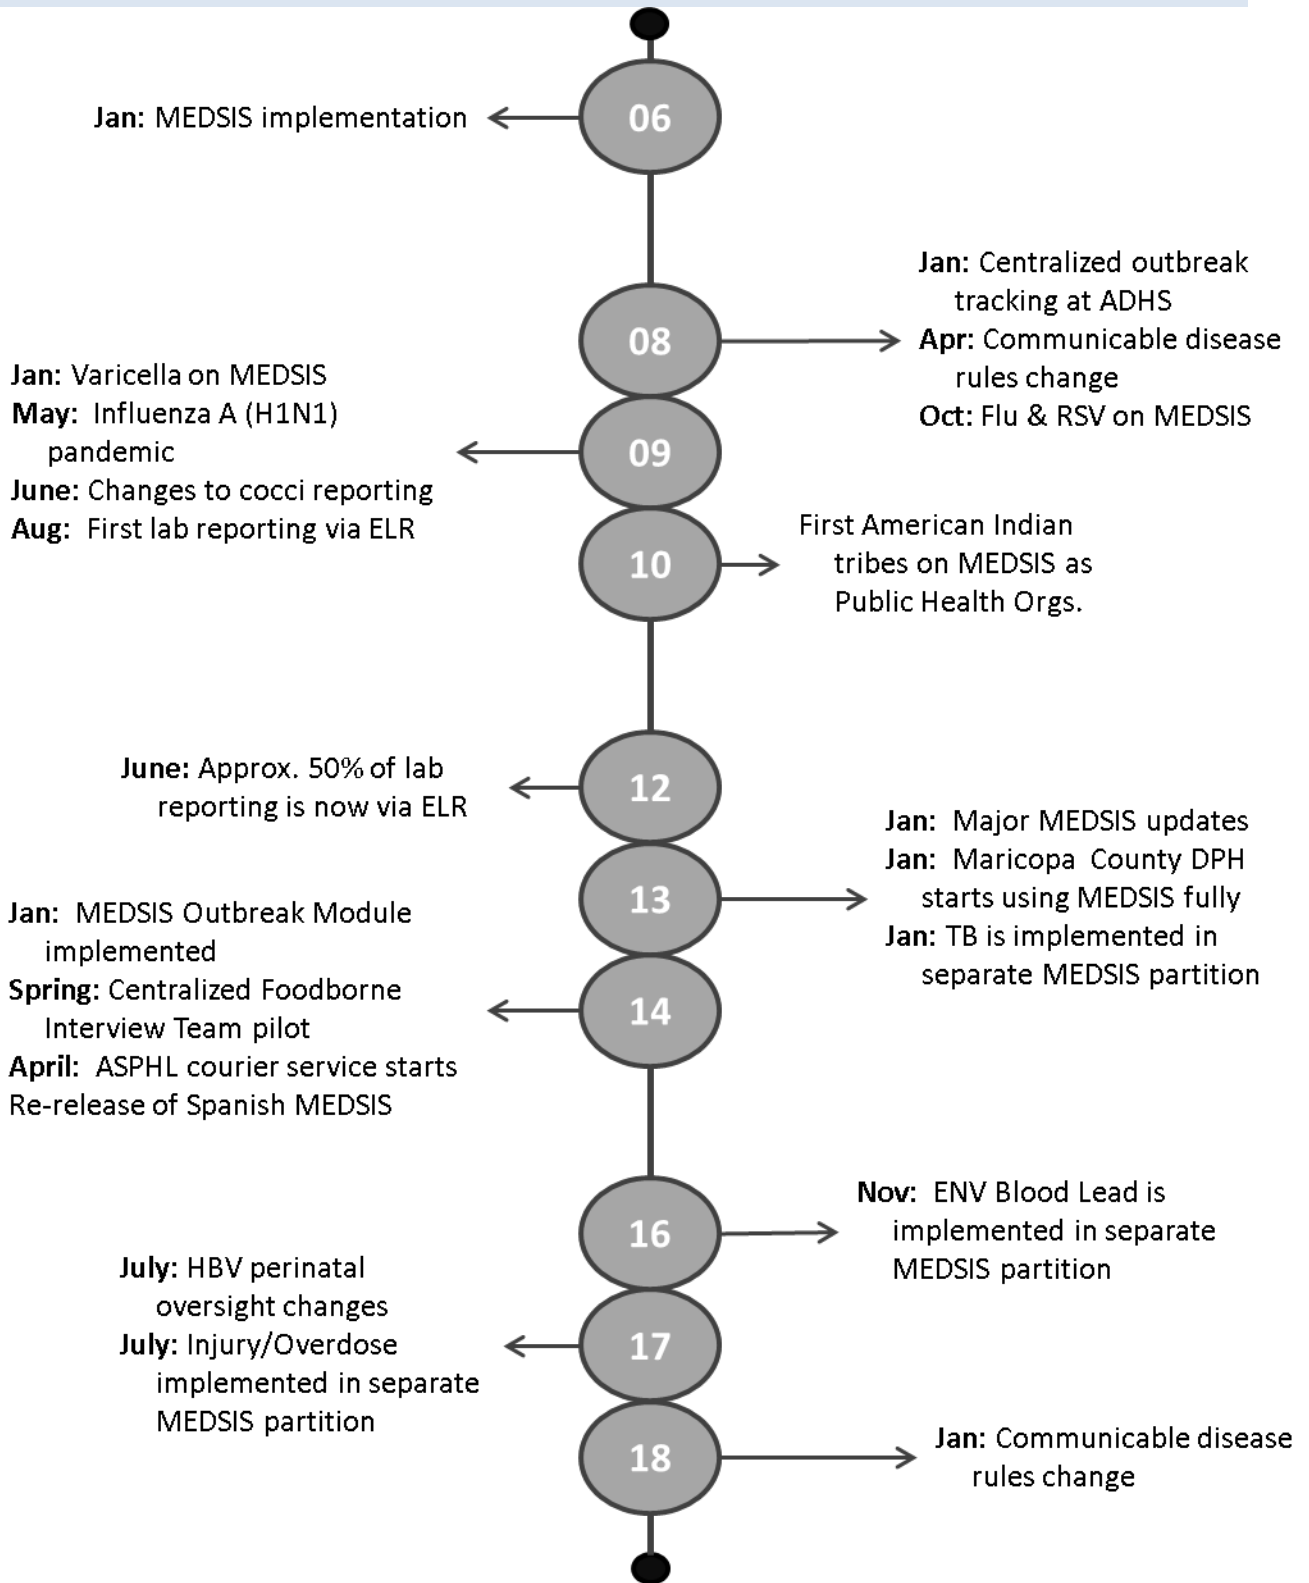 06
Jan: MEDSIS implementation
08
Jan: Centralized outbreak
tracking at ADHS
Apr: Communicable disease
rules change
Oct: Flu & RSV on MEDSIS
09
Jan: Varicella on MEDSIS
May: Influenza A (H1N1)
pandemic
June: Changes to cocci reporting
Aug: First lab reporting via ELR
10
First American Indian
tribes on MEDSIS as
Public Health Orgs.
12
June: Approx. 50% of lab
reporting is now via ELR
13
Jan: Major MEDSIS updates
Jan: Maricopa County DPH
starts using MEDSIS fully
Jan: TB is implemented in
separate MEDSIS partition
14
Jan: MEDSIS Outbreak Module
implemented
Spring: Centralized Foodborne
Interview Team pilot
April: ASPHL courier service starts
Re-release of Spanish MEDSIS
16
Nov: ENV Blood Lead is
implemented in separate
MEDSIS partition
17
July: HBV perinatal
oversight changes
July: Injury/Overdose
implemented in separate
MEDSIS partition
18
Jan: Communicable disease
rules change